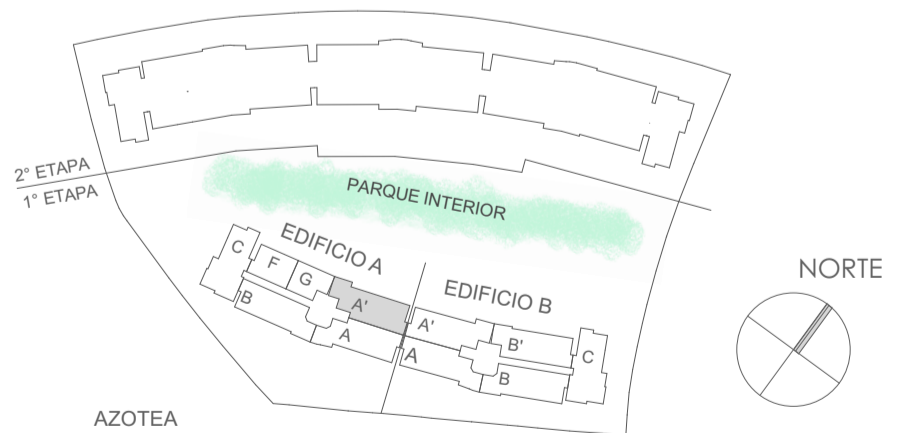 2° ETAPA
1° ETAPA
PARQUE INTERIOR
EDIFICIO A
C
F
G
A'
B
A
EDIFICIO B
A'
B'
C
A
B
NORTE
AZOTEA